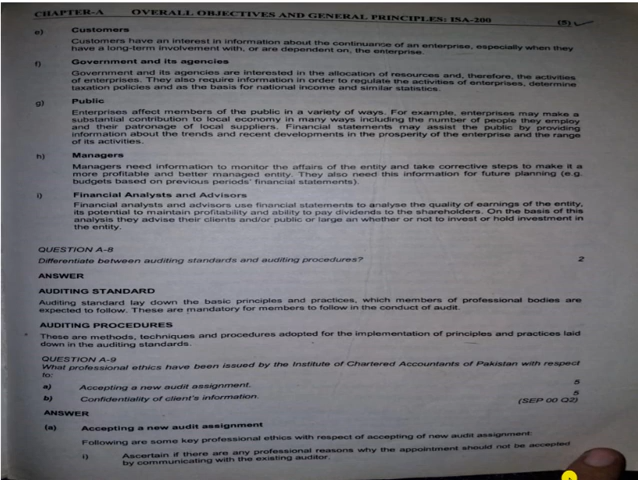 CHAPTER-A OVERALL OBJECTIVES AND GENERAL PRINCIPLES: ISA-200 (5)
e) Customers
Customers have an interest in information about the continuance of an enterprise, especially when they
have a long-term involvement with, or are dependent on, the enterprise.
f) Government and its agencies
Government and its agencies are interested in the allocation of resources and, therefore, the activities
of enterprises. They also require information in order to regulate the activities of enterprises, determine
taxation policies and as the basis for national income and similar statistics.
g) Public
Enterprises affect members of the public in a variety of ways. For example, enterprises may make a
substantial contribution to local economy in many ways including the number of people they employ
and their patronage of local suppliers. Financial statements may assist the public by providing
information about the trends and recent developments in the prosperity of the enterprise and the range
of its activities.
h) Managers
Managers need information to monitor the affairs of the entity and take corrective steps to make it a
more profitable and better managed entity. They also need this information for future planning (e.g.
budgets based on previous periods' financial statements).
i) Financial Analysts and Advisors
Financial analysts and advisors use financial statements to analyse the quality of earnings of the entity,
its potential to maintain profitability and ability to pay dividends to the shareholders. On the basis of this
analysis they advise their clients and/or public or large an whether or not to invest or hold investment in
the entity.
QUESTION A-8
Differentiate between auditing standards and auditing procedures? 2
ANSWER
AUDITING STANDARD
Auditing standard lay down the basic principles and practices, which members of professional bodies are
expected to follow. These are mandatory for members to follow in the conduct of audit.
AUDITING PROCEDURES
These are methods, techniques and procedures adopted for the implementation of principles and practices laid
down in the auditing standards.
QUESTION A-9
What professional ethics have been issued by the Institute of Chartered Accountants of Pakistan with respect
to:
a) Accepting a new audit assignment. 5
b) Confidentiality of client's information. 5
(SEP 00 Q2)
ANSWER
(a) Accepting a new audit assignment
Following are some key professional ethics with respect of accepting of new audit assignment:
i) Ascertain if there are any professional reasons why the appointment should not be accepted
by communicating with the existing auditor.